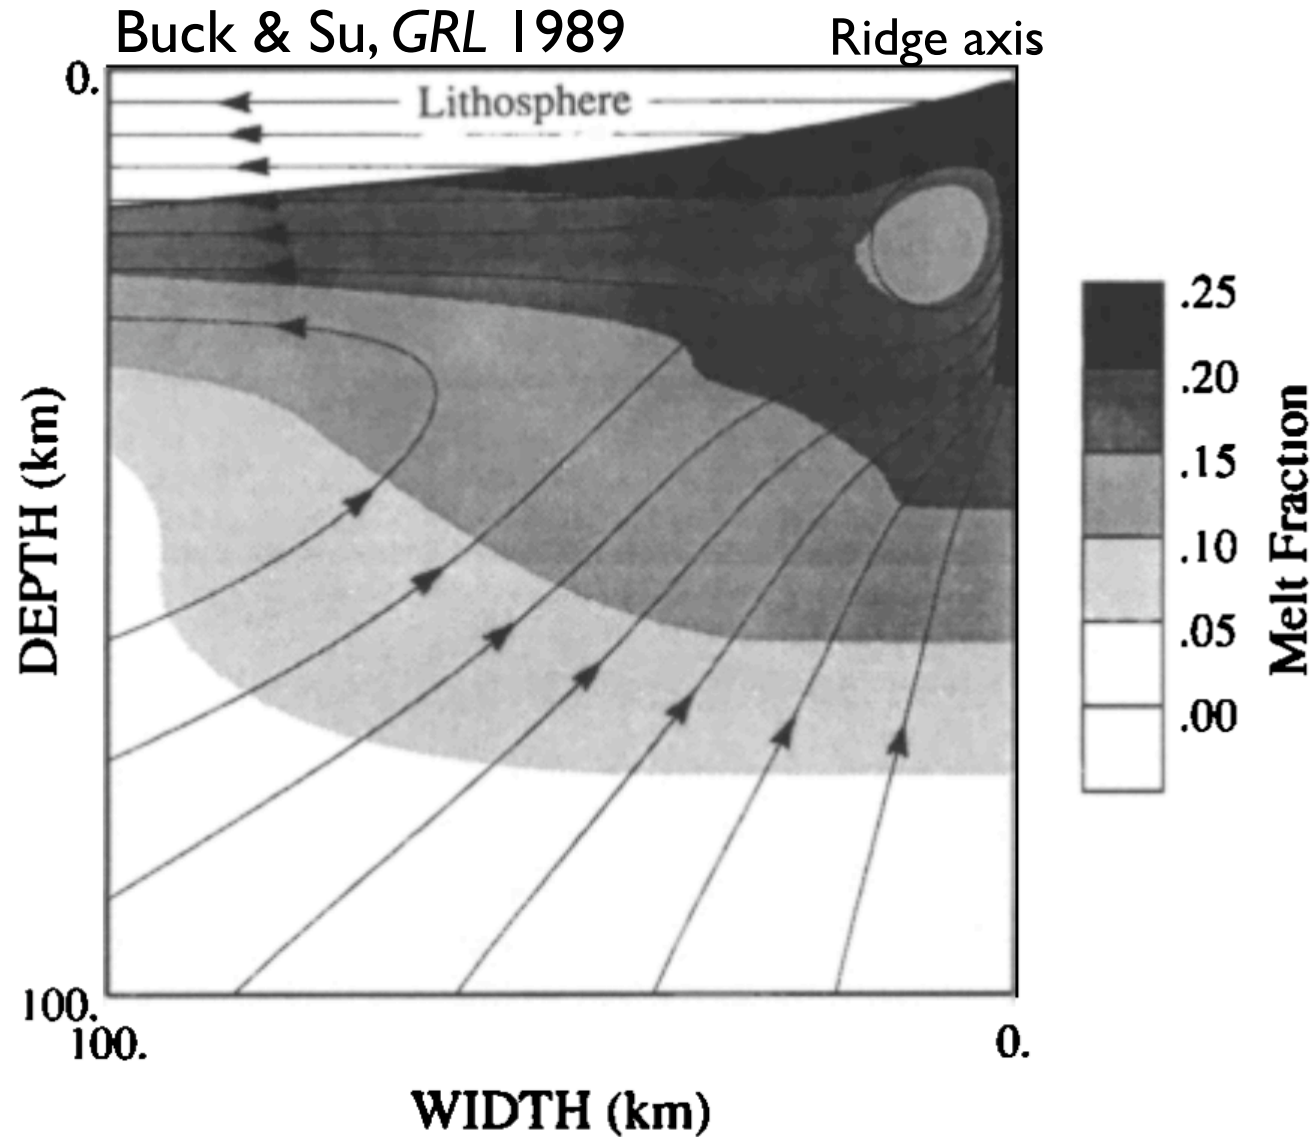 Buck & Su, GRL 1989
Ridge axis
0.
Lithosphere
DEPTH (km)
100.
100.
0.
WIDTH (km)
.25
.20
.15
.10
.05
.00
Melt Fraction